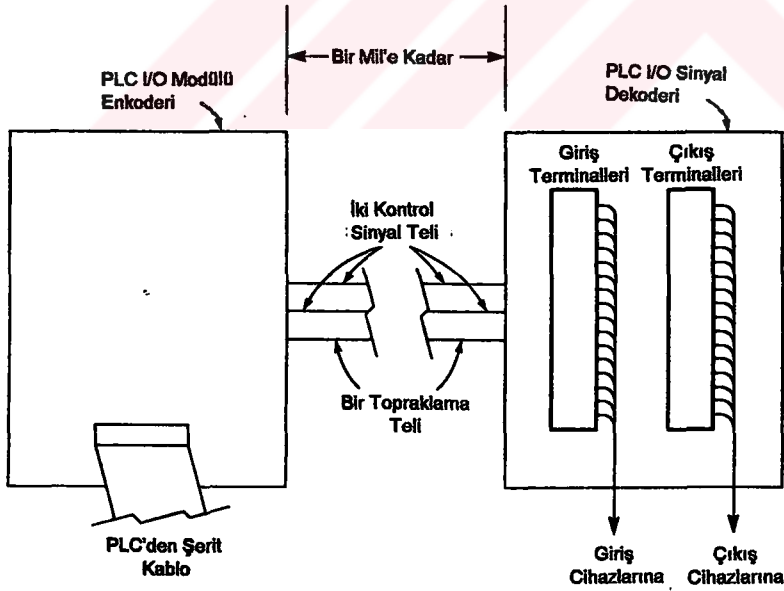 Bir Mil'e Kadar
PLC I/O Modülü
Enkoderi
PLC I/O Sinyal
Dekoderi
Giriş
Terminalleri
Çıkış
Terminalleri
İki Kontrol
Sinyal Teli
Bir Topraklama
Teli
PLC'den Şerit
Kablo
Giriş
Cihazlarına
Çıkış
Cihazlarına